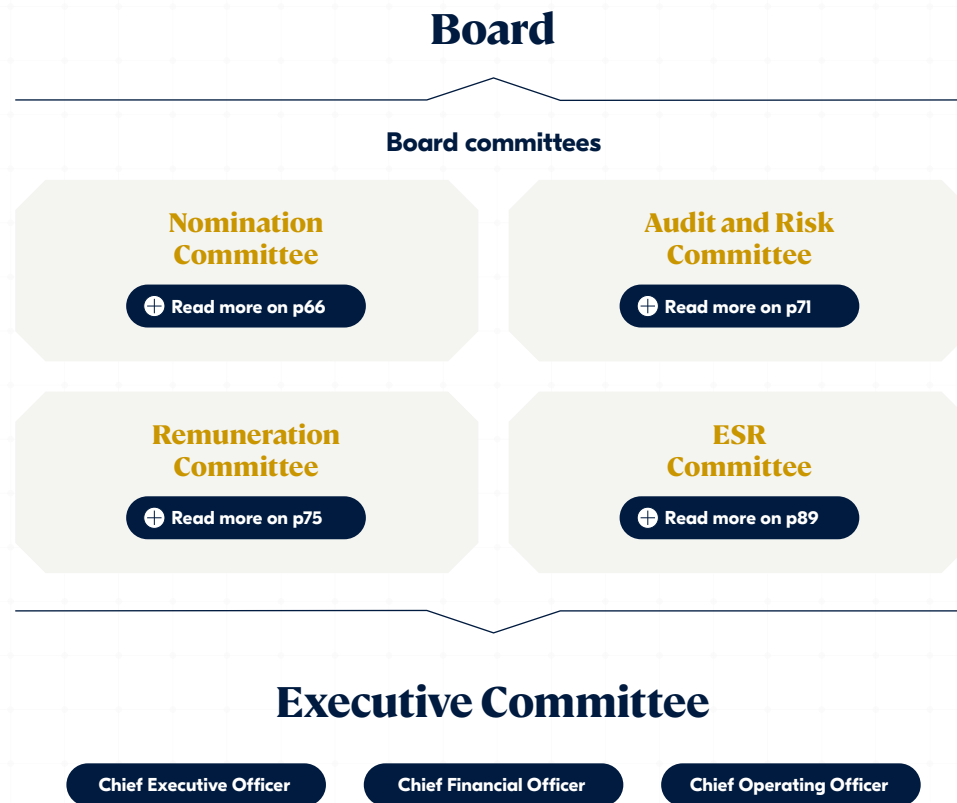 Board
Board committees
Nomination
Committee
Read more on p66
Audit and Risk
Committee
Read more on p71
Remuneration
Committee
Read more on p75
ESR
Committee
Read more on p89
Executive Committee
Chief Executive Officer
Chief Financial Officer
Chief Operating Officer